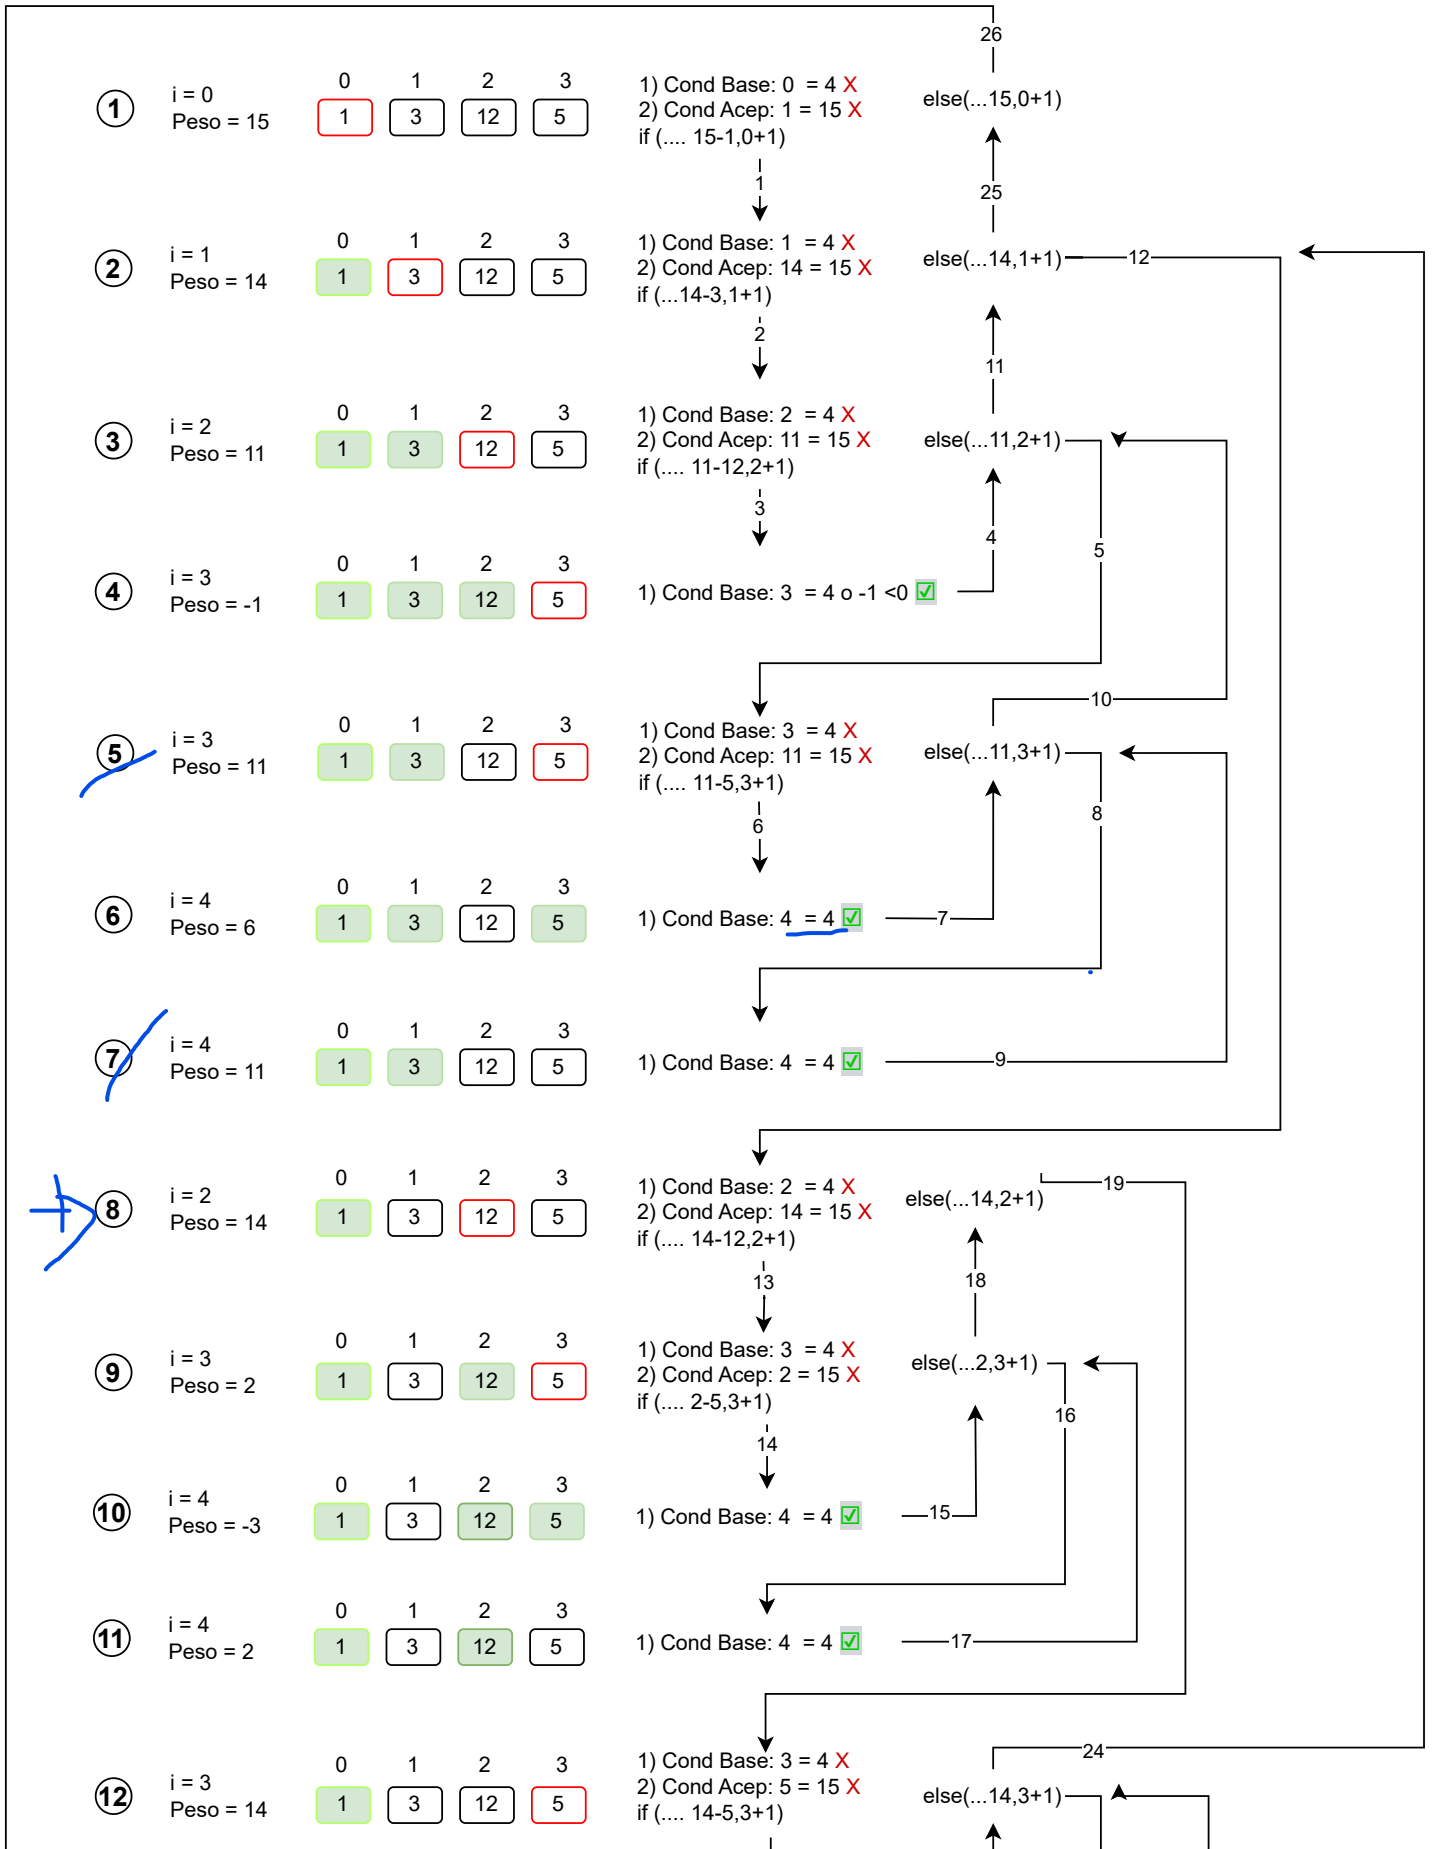 26
0 1 2 3
1) Cond Base: 0 = 4 X
i = 0
else(...15,0+1)
1
Peso = 15
1 3 12 5
2) Cond Acep: 1 = 15 X
if (.... 15-1,0+1)
1
25
0 1 2 3
1) Cond Base: 1 = 4 X
i = 1
else(...14,1+1)
12
2
Peso = 14
1 3 12 5
2) Cond Acep: 14 = 15 X
if (...14-3,1+1)
2
11
0 1 2 3
1) Cond Base: 2 = 4 X
i = 2
else(...11,2+1)
3
Peso = 11
1 3 12 5
2) Cond Acep: 11 = 15 X
if (.... 11-12,2+1)
3
4
5
0 1 2 3
i = 3
4
Peso = -1
1 3 12 5
1) Cond Base: 3 = 4 o -1 <0 ☑
10
0 1 2 3
1) Cond Base: 3 = 4 X
i = 3
else(...11,3+1)
5
Peso = 11
1 3 12 5
2) Cond Acep: 11 = 15 X
if (.... 11-5,3+1)
6
8
0 1 2 3
i = 4
6
Peso = 6
1 3 12 5
1) Cond Base: 4 = 4 ☑
7
0 1 2 3
i = 4
7
Peso = 11
1 3 12 5
1) Cond Base: 4 = 4 ☑
9
0 1 2 3
1) Cond Base: 2 = 4 X
19
i = 2
else(...14,2+1)
8
Peso = 14
1 3 12 5
2) Cond Acep: 14 = 15 X
if (.... 14-12,2+1)
13
18
0 1 2 3
1) Cond Base: 3 = 4 X
i = 3
else(...2,3+1)
9
Peso = 2
1 3 12 5
2) Cond Acep: 2 = 15 X
if (.... 2-5,3+1)
16
14
0 1 2 3
i = 4
10
Peso = -3
1 3 12 5
1) Cond Base: 4 = 4 ☑
15
0 1 2 3
i = 4
11
Peso = 2
1 3 12 5
1) Cond Base: 4 = 4 ☑
17
24
0 1 2 3
1) Cond Base: 3 = 4 X
i = 3
else(...14,3+1)
12
Peso = 14
1 3 12 5
2) Cond Acep: 5 = 15 X
if (.... 14-5,3+1)